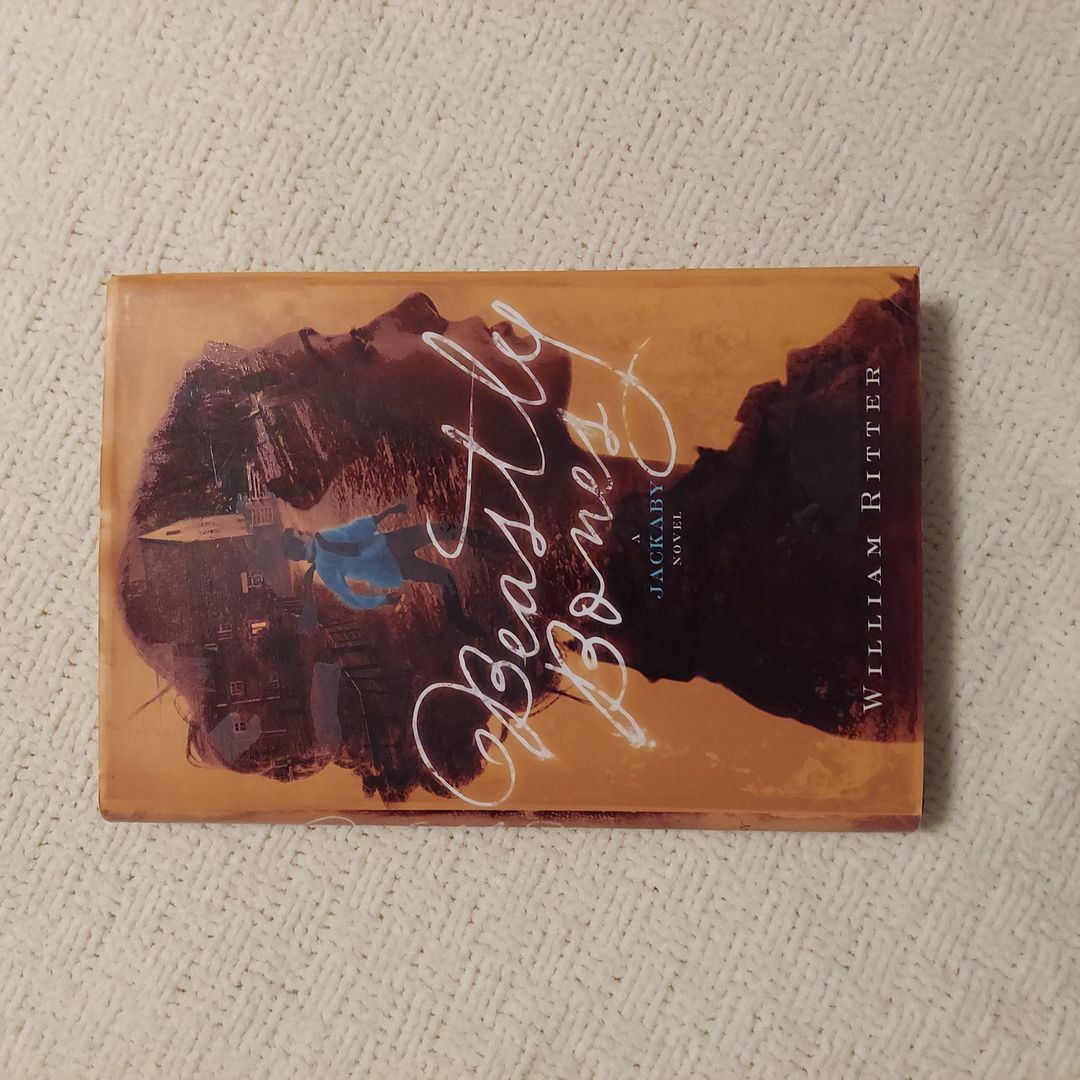 Beastly
Bones
A
JACKABY
NOVEL
WILLIAM RITTER